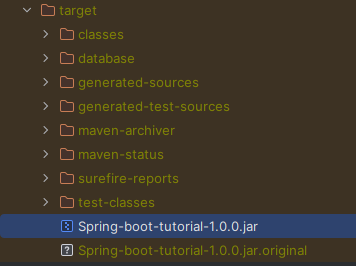 target
classes
database
generated-sources
generated-test-sources
maven-archiver
maven-status
surefire-reports
test-classes
Spring-boot-tutorial-1.0.0.jar
Spring-boot-tutorial-1.0.0.jar.original